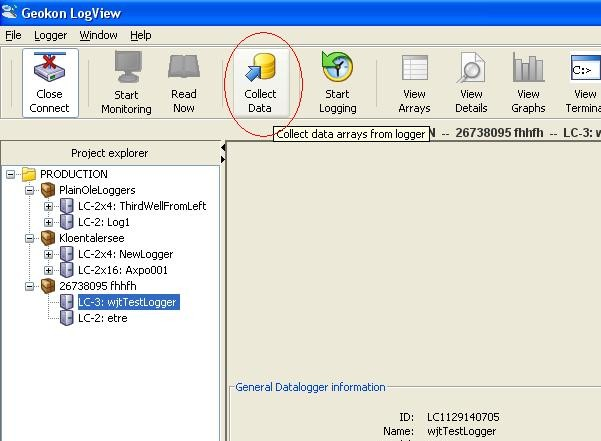 Geokon LogView
File Logger Window Help
Close Connect
Start Monitoring
Read Now
Collect Data
Start Logging
View Arrays
View Details
View Graphs
View
C:>
Collect data arrays from logger
N -- 26738095 fhhfh -- LC-3:
Project explorer
PRODUCTION
PlainOleLoggers
LC-2x4: ThirdWellFromLeft
LC-2: Log1
Kloentalersee
LC-2x4: NewLogger
LC-2x16: Axpo001
26738095 fhhfh
LC-3: wjtTestLogger
LC-2: etre
General Datalogger information
ID: LC1129140705
Name: wjtTestLogger